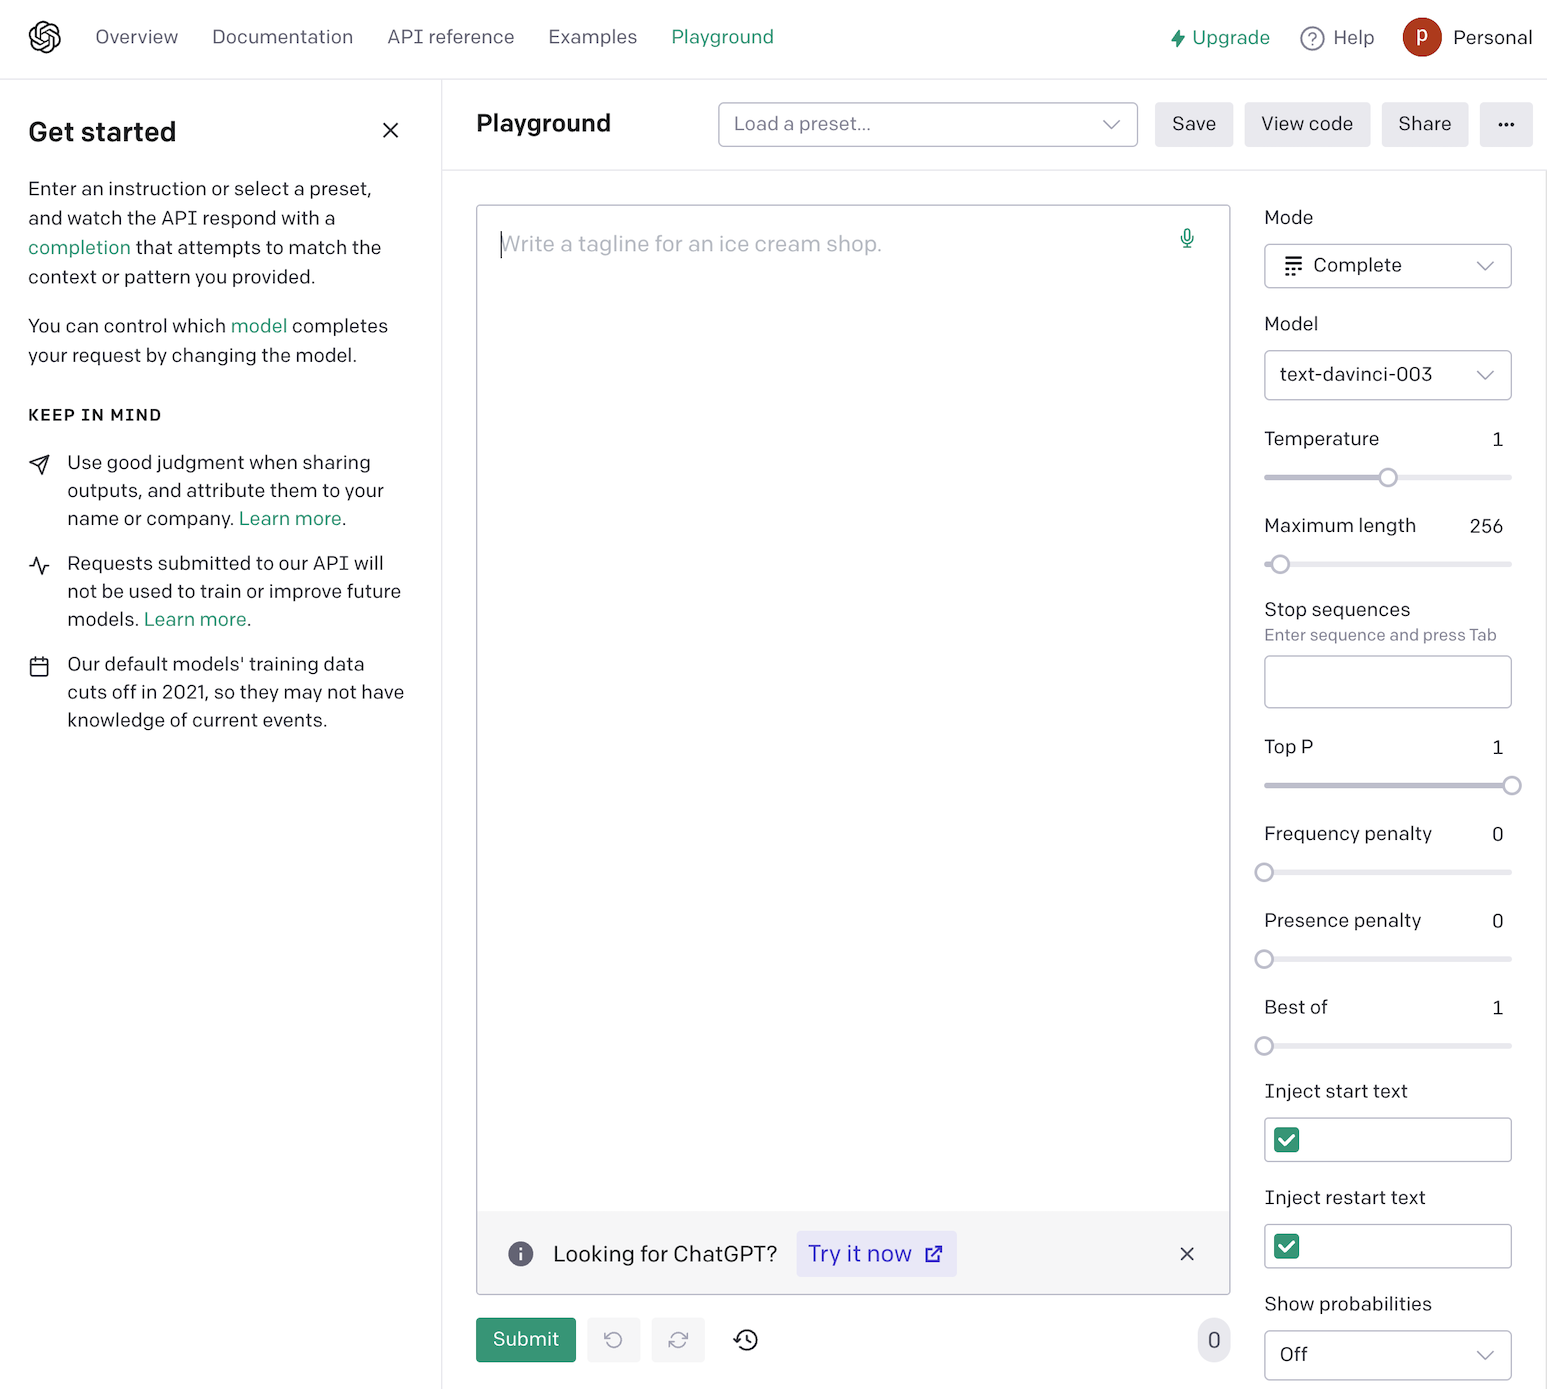 Overview Documentation API reference Examples Playground Upgrade Help P Personal
Get started
Enter an instruction or select a preset,
and watch the API respond with a
completion that attempts to match the
context or pattern you provided.
You can control which model completes
your request by changing the model.
KEEP IN MIND
Use good judgment when sharing
outputs, and attribute them to your
name or company. Learn more.
Requests submitted to our API will
not be used to train or improve future
models. Learn more.
Our default models' training data
cuts off in 2021, so they may not have
knowledge of current events.
Playground Load a preset... Save View code Share ...
Write a tagline for an ice cream shop.
Looking for ChatGPT? Try it now
Submit 0
Mode
Complete
Model
text-davinci-003
Temperature 1
Maximum length 256
Stop sequences
Enter sequence and press Tab
Top P 1
Frequency penalty 0
Presence penalty 0
Best of 1
Inject start text
Inject restart text
Show probabilities
Off